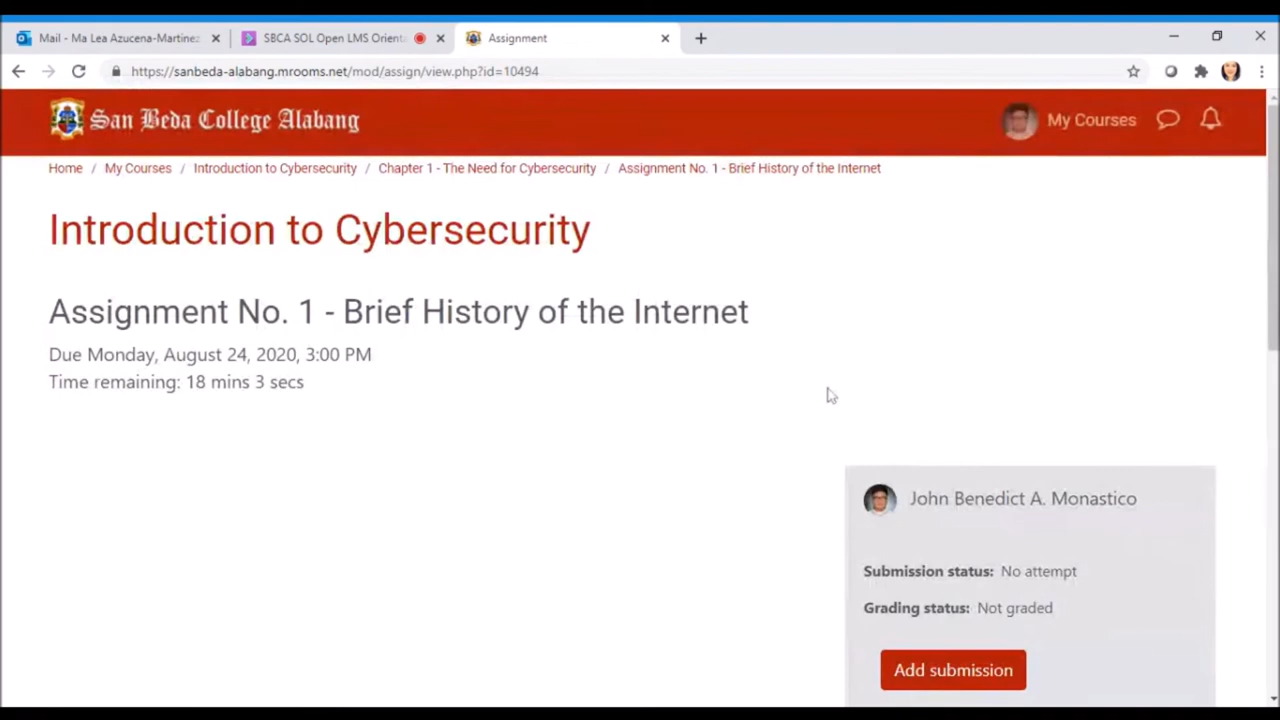 Mail - Ma Lea Azucena-Martinez
SBCA SOL Open LMS Orient
Assignment
https://sanbeda-alabang.mrooms.net/mod/assign/view.php?id=10494
San Beda College Alabang
My Courses
Home / My Courses / Introduction to Cybersecurity / Chapter 1 - The Need for Cybersecurity / Assignment No. 1 - Brief History of the Internet
Introduction to Cybersecurity
Assignment No. 1 - Brief History of the Internet
Due Monday, August 24, 2020, 3:00 PM
Time remaining: 18 mins 3 secs
John Benedict A. Monastico
Submission status: No attempt
Grading status: Not graded
Add submission